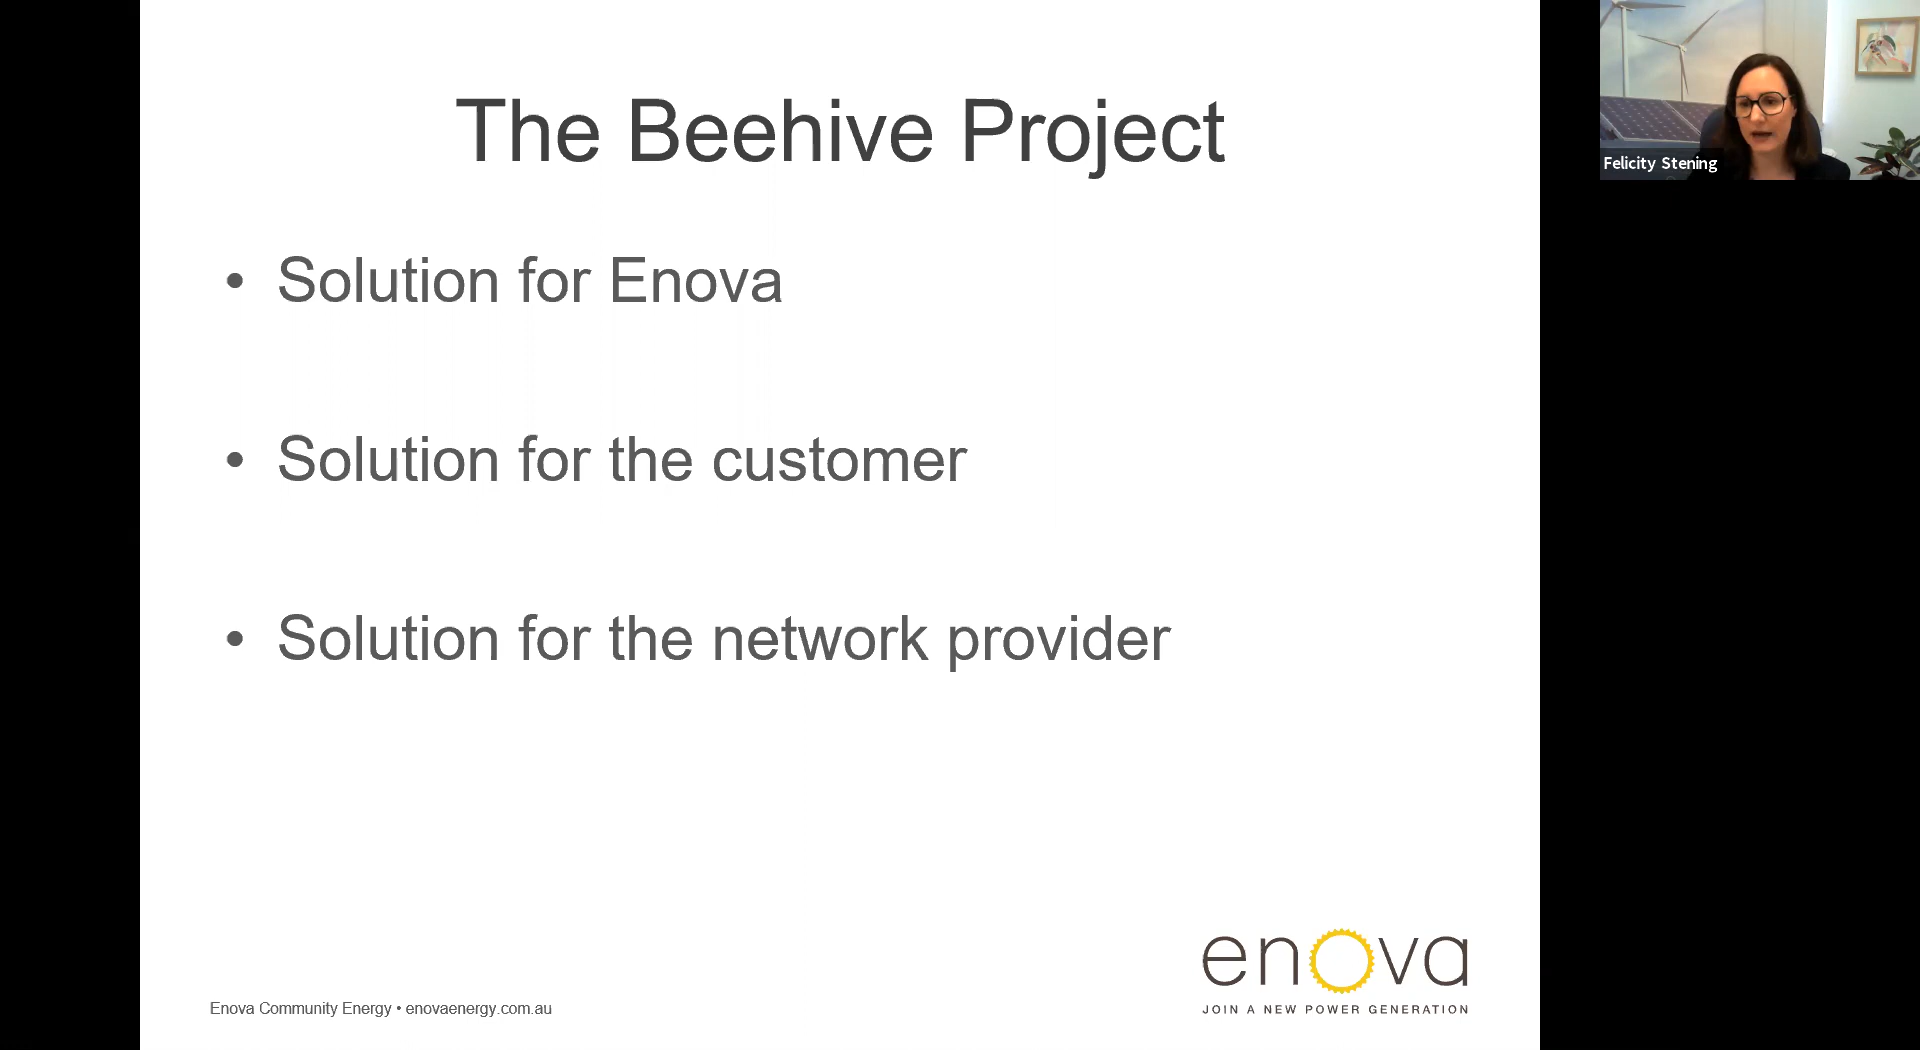 The Beehive Project
• Solution for Enova
• Solution for the customer
• Solution for the network provider
Enova Community Energy • enovaenergy.com.au
enova
JOIN A NEW POWER GENERATION
Felicity Stening